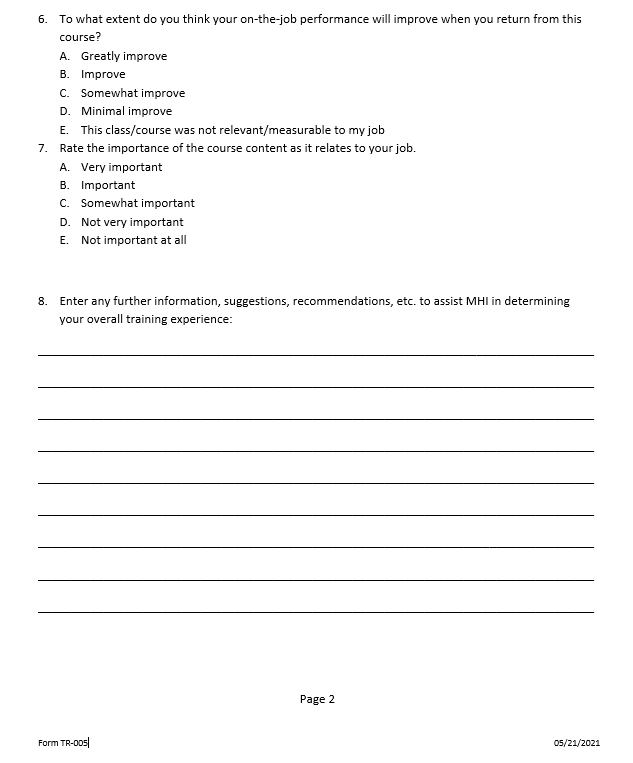 6. To what extent do you think your on-the-job performance will improve when you return from this
course?
A. Greatly improve
B. Improve
C. Somewhat improve
D. Minimal improve
E. This class/course was not relevant/measurable to my job
7. Rate the importance of the course content as it relates to your job.
A. Very important
B. Important
C. Somewhat important
D. Not very important
E. Not important at all
8. Enter any further information, suggestions, recommendations, etc. to assist MHI in determining
your overall training experience:
Page 2
Form TR-005 05/21/2021